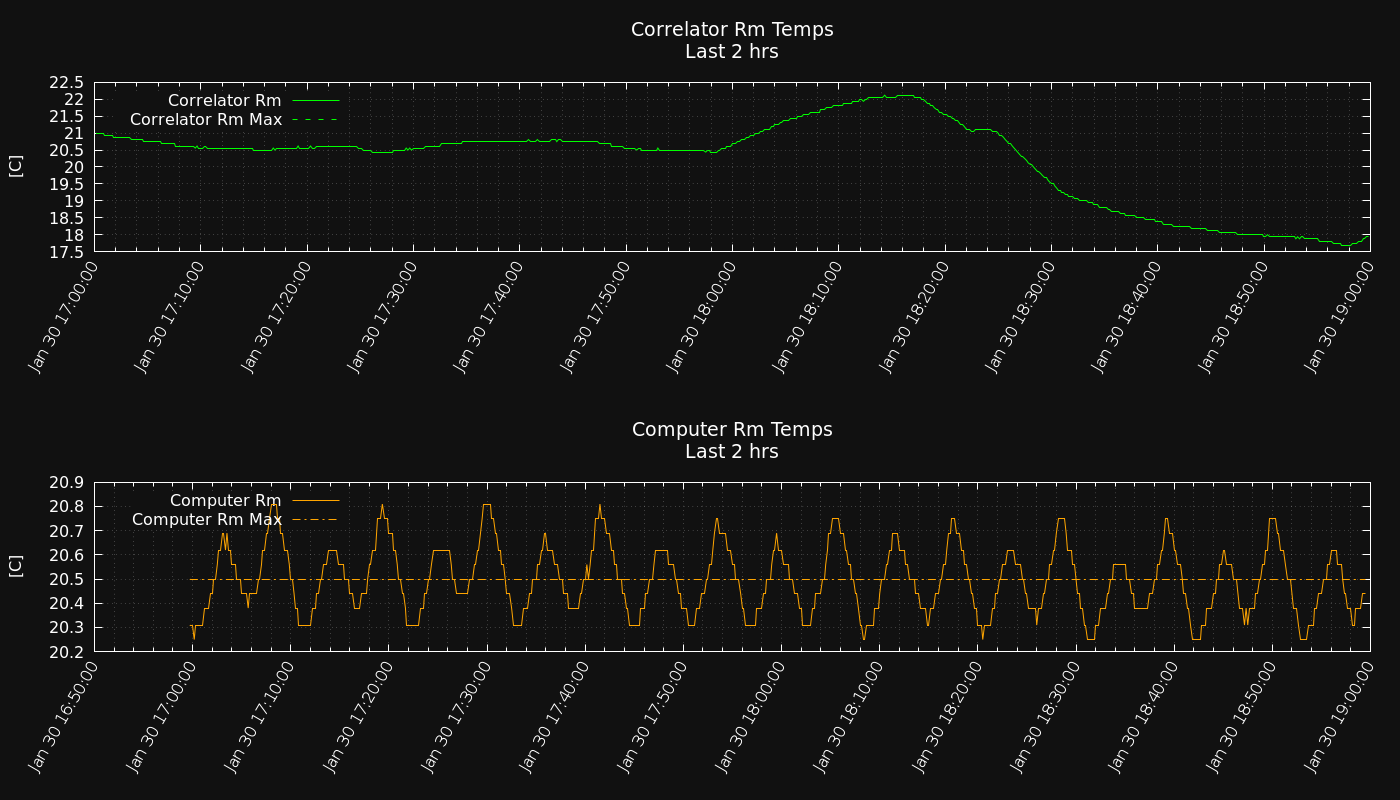 Correlator Rm Temps
Last 2 hrs
22.5
22
21.5
21
20.5
20
19.5
19
18.5
18
17.5
[C]
Correlator Rm
Correlator Rm Max
Jan 30 17:00:00
Jan 30 17:10:00
Jan 30 17:20:00
Jan 30 17:30:00
Jan 30 17:40:00
Jan 30 17:50:00
Jan 30 18:00:00
Jan 30 18:10:00
Jan 30 18:20:00
Jan 30 18:30:00
Jan 30 18:40:00
Jan 30 18:50:00
Jan 30 19:00:00
Computer Rm Temps
Last 2 hrs
20.9
20.8
20.7
20.6
20.5
20.4
20.3
20.2
[C]
Computer Rm
Computer Rm Max
Jan 30 16:50:00
Jan 30 17:00:00
Jan 30 17:10:00
Jan 30 17:20:00
Jan 30 17:30:00
Jan 30 17:40:00
Jan 30 17:50:00
Jan 30 18:00:00
Jan 30 18:10:00
Jan 30 18:20:00
Jan 30 18:30:00
Jan 30 18:40:00
Jan 30 18:50:00
Jan 30 19:00:00